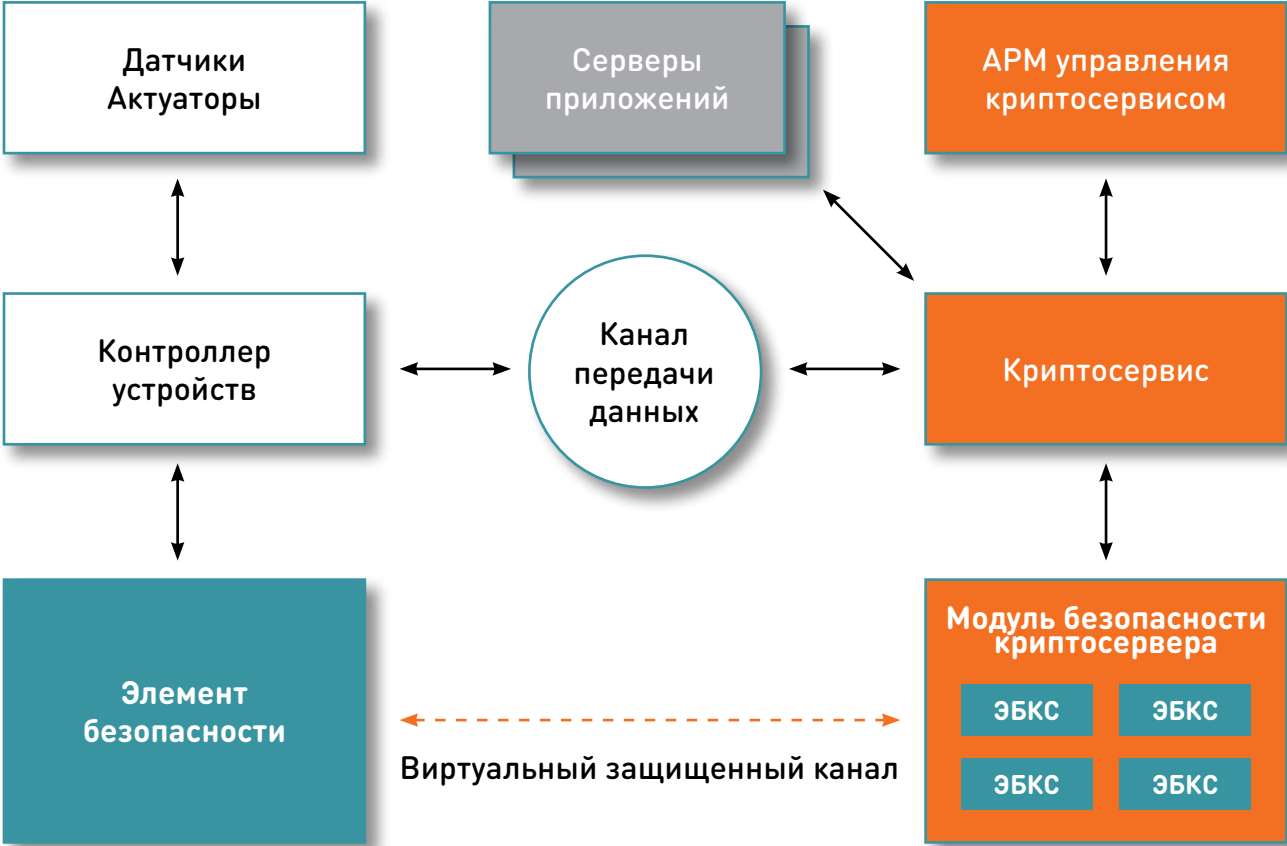 Датчики
Актуаторы
Серверы
приложений
АРМ управления
криптосервисом
Контроллер
устройств
Канал
передачи
данных
Криптосервис
Элемент
безопасности
Виртуальный защищенный канал
Модуль безопасности
криптосервера
ЭБКС
ЭБКС
ЭБКС
ЭБКС